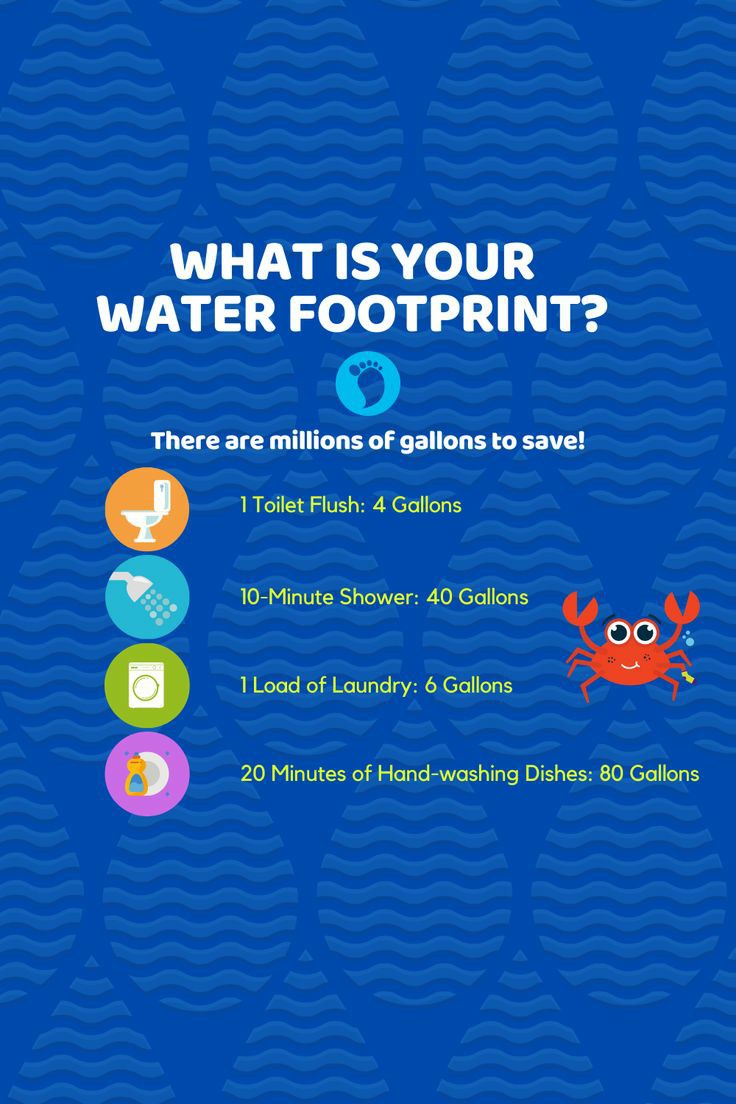 WHAT IS YOUR
WATER FOOTPRINT?
There are millions of gallons to save!
1 Toilet Flush: 4 Gallons
10-Minute Shower: 40 Gallons
1 Load of Laundry: 6 Gallons
20 Minutes of Hand-washing Dishes: 80 Gallons